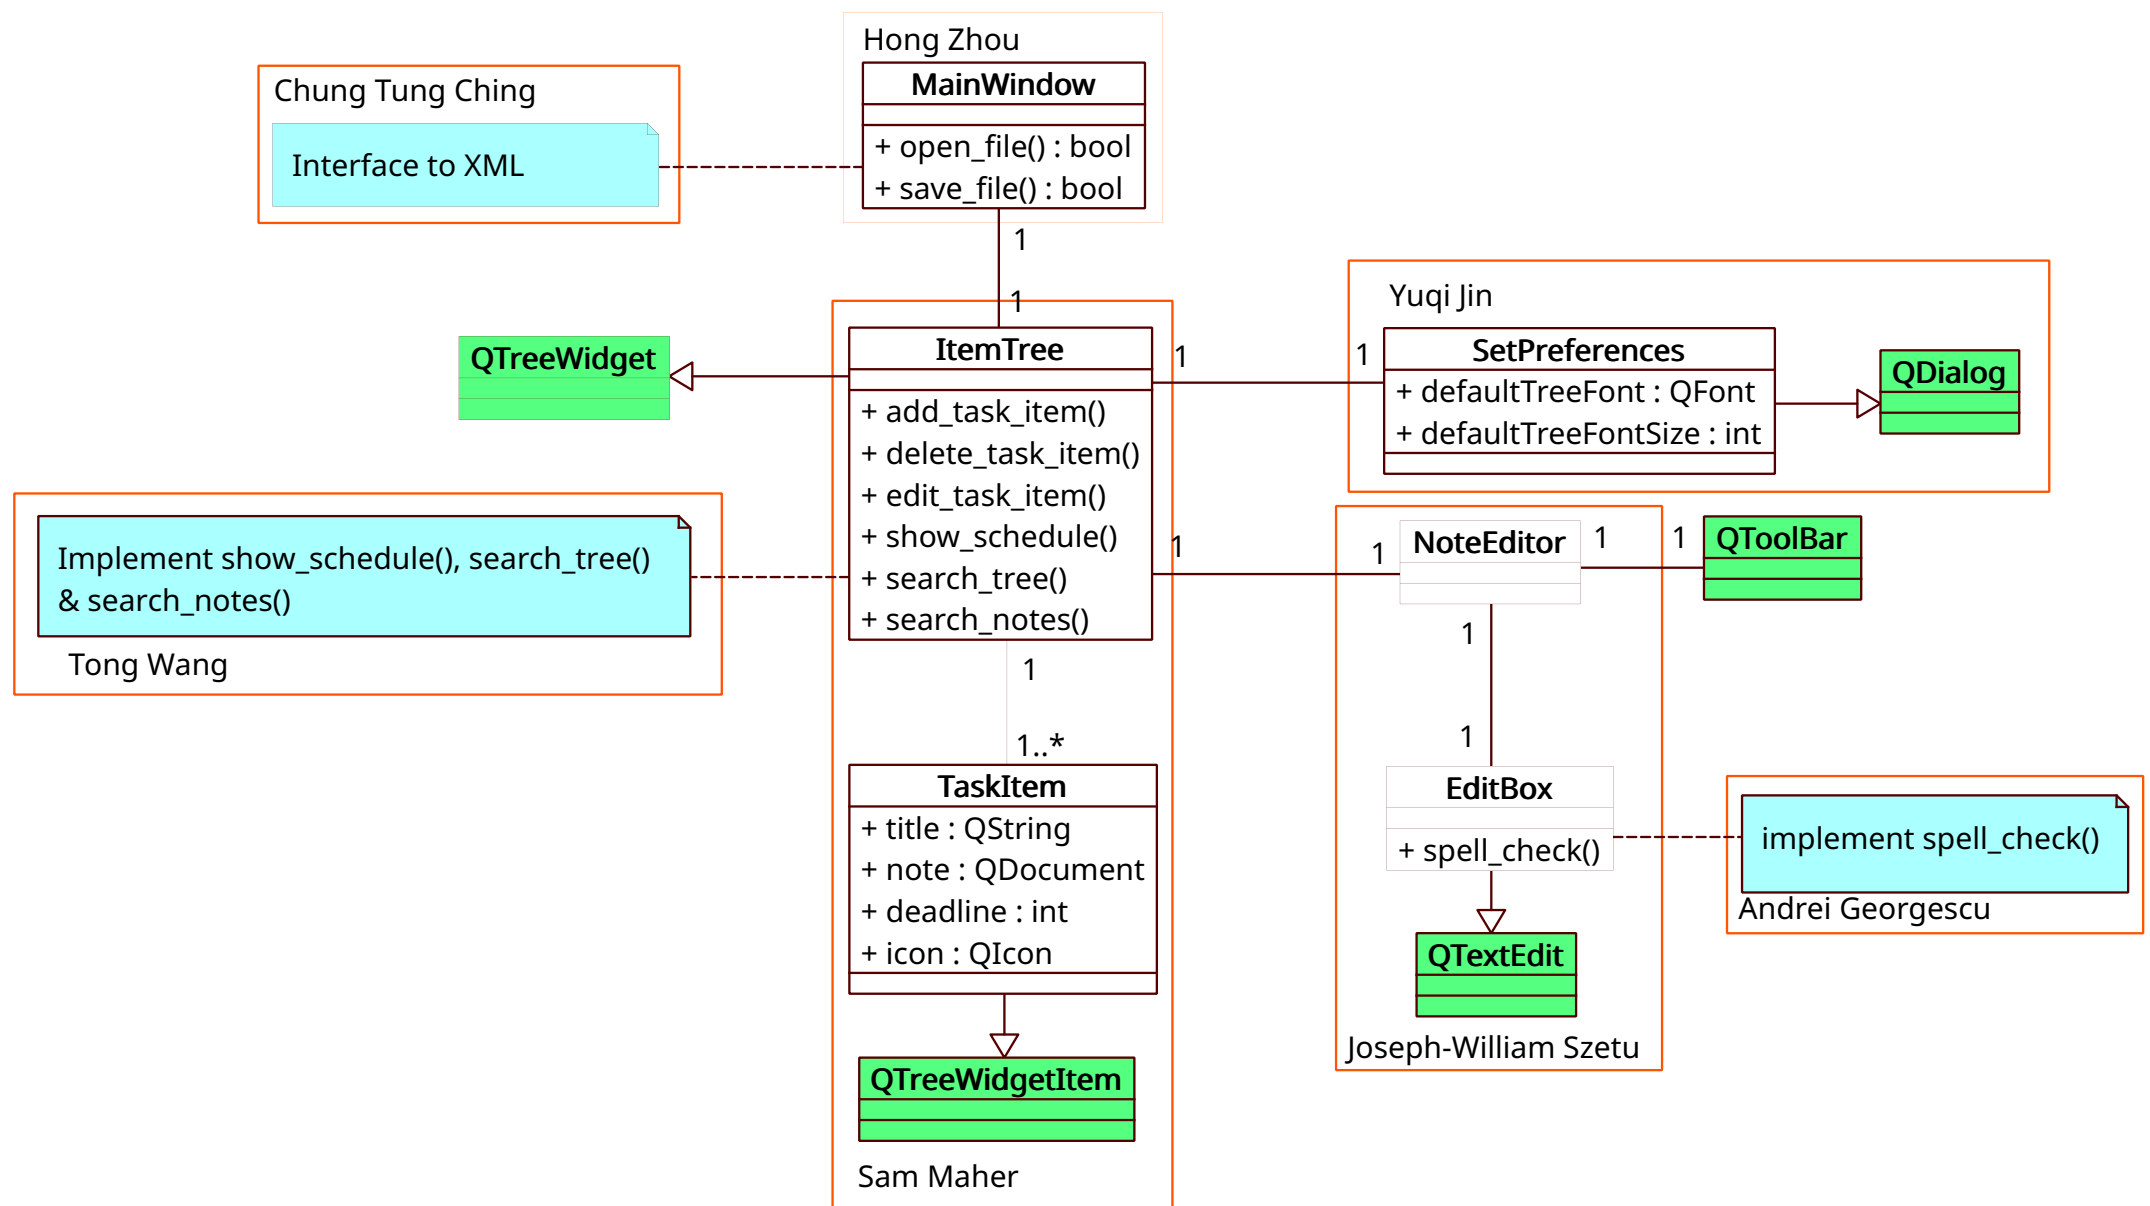 Hong Zhou
MainWindow
+ open_file() : bool
+ save_file() : bool
Chung Tung Ching
Interface to XML
1
1
Yuqi Jin
SetPreferences
+ defaultTreeFont : QFont
+ defaultTreeFontSize : int
QDialog
QTreeWidget
ItemTree
+ add_task_item()
+ delete_task_item()
+ edit_task_item()
+ show_schedule()
+ search_tree()
+ search_notes()
1
1
1
1
Implement show_schedule(), search_tree()
& search_notes()
Tong Wang
NoteEditor
1
1
QToolBar
1
1
1
1..*
TaskItem
+ title : QString
+ note : QDocument
+ deadline : int
+ icon : QIcon
EditBox
+ spell_check()
implement spell_check()
Andrei Georgescu
QTextEdit
Joseph-William Szetu
QTreeWidgetItem
Sam Maher